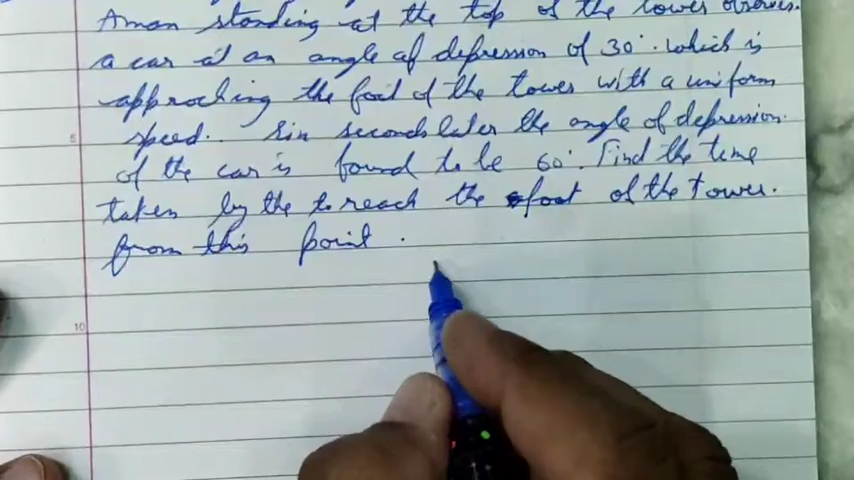 A man standing at the top of the tower observes.
a car at an angle of depression of 30°. which is
approching the foot of the tower with a uniform
speed. Six seconds later the angle of depression
of the car is found to be 60°. Find the time
taken by the to reach the foot of the tower.
from this point.
5
10